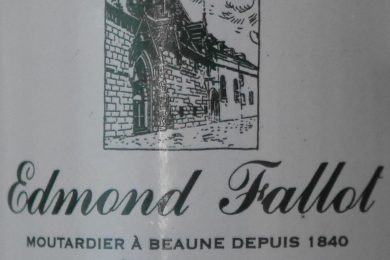 Edmond Fallot
MOUTARDIER À BEAUNE DEPUIS 1840